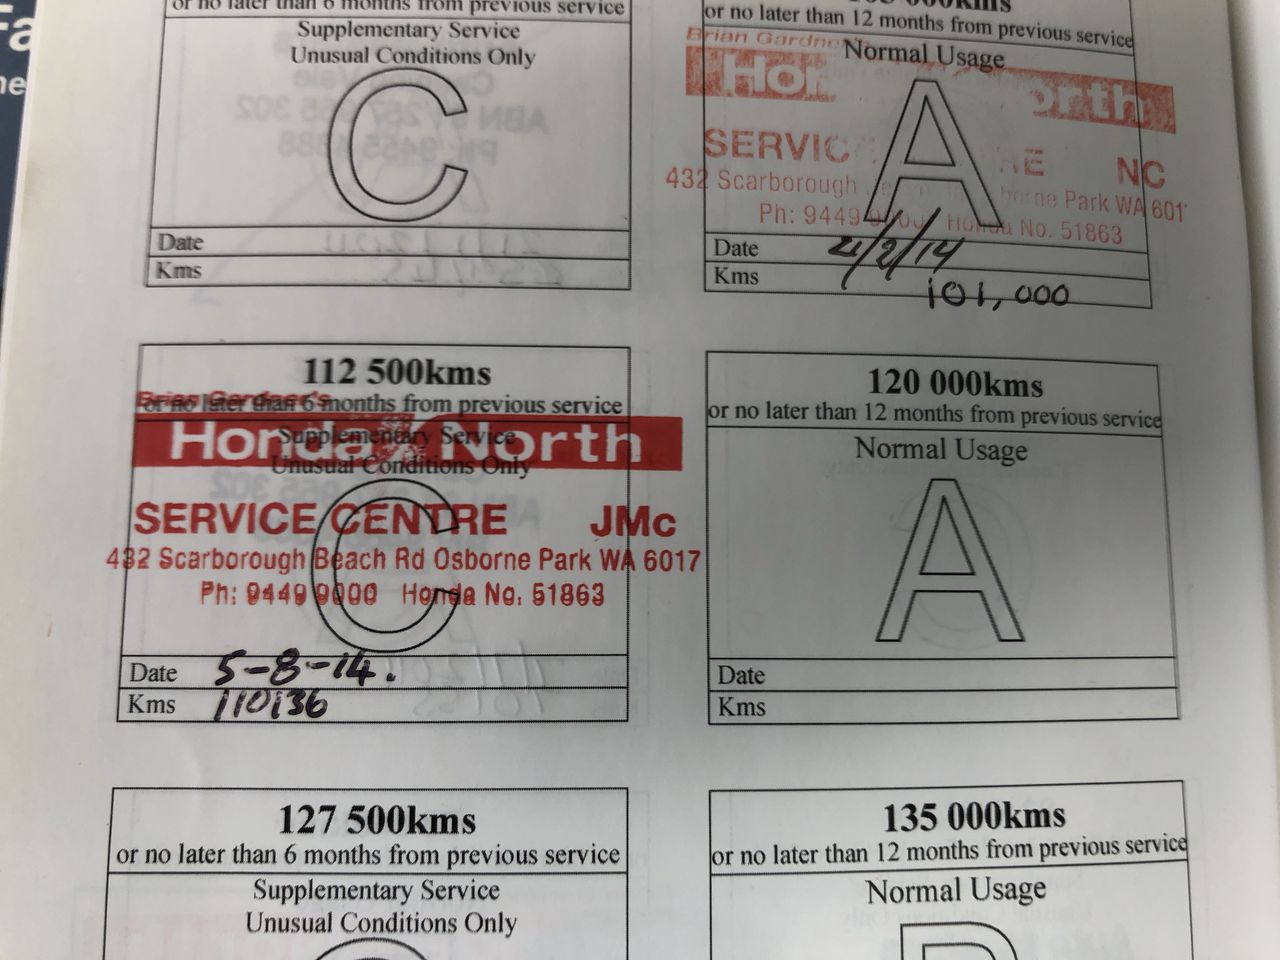 Fa
or no later than 6 months from previous service
Supplementary Service
Unusual Conditions Only
C
Date
Kms
or no later than 12 months from previous service
Brian Gardner's
Normal Usage
Honda North
A
SERVICE NC
432 Scarborough Park WA 601
Ph: 9449 Honda No. 51863
Date 4/2/14
Kms 101,000
112 500kms
Brian Gardner's
or no later than 6 months from previous service
Honda North
Supplementary Service
Unusual Conditions Only
C
SERVICE CENTRE JMc
432 Scarborough Beach Rd Osborne Park WA 6017
Ph: 9449 9000 Honda No. 51863
Date 5-8-14.
Kms 110136
120 000kms
or no later than 12 months from previous service
Normal Usage
A
Date
Kms
127 500kms
or no later than 6 months from previous service
Supplementary Service
Unusual Conditions Only
135 000kms
or no later than 12 months from previous service
Normal Usage